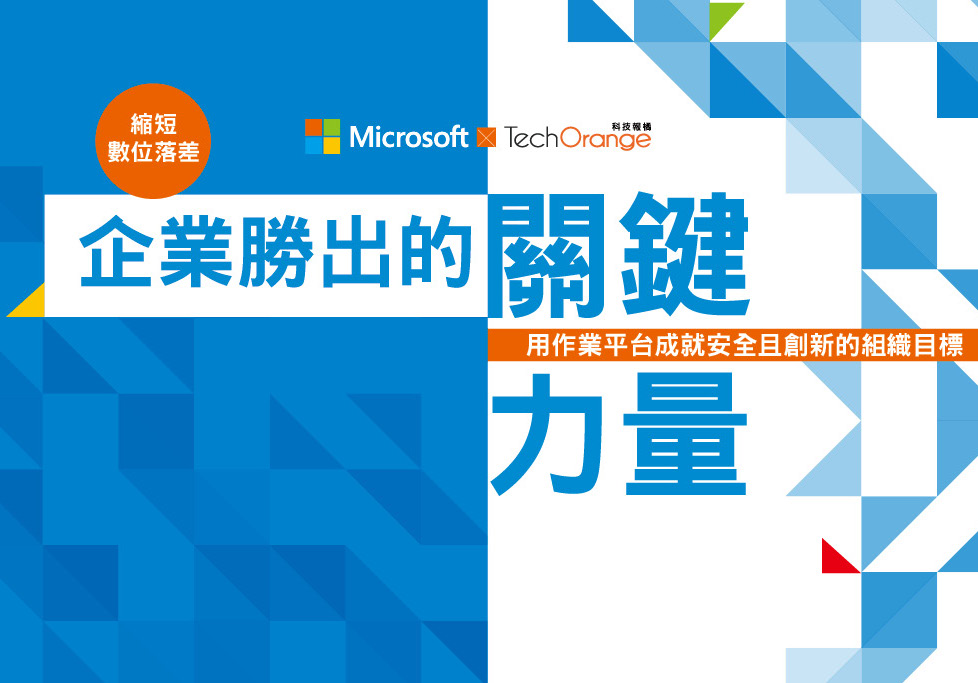 縮短
數位落差
Microsoft TechOrange 科技報橘
企業勝出的關鍵
用作業平台成就安全且創新的組織目標
力量